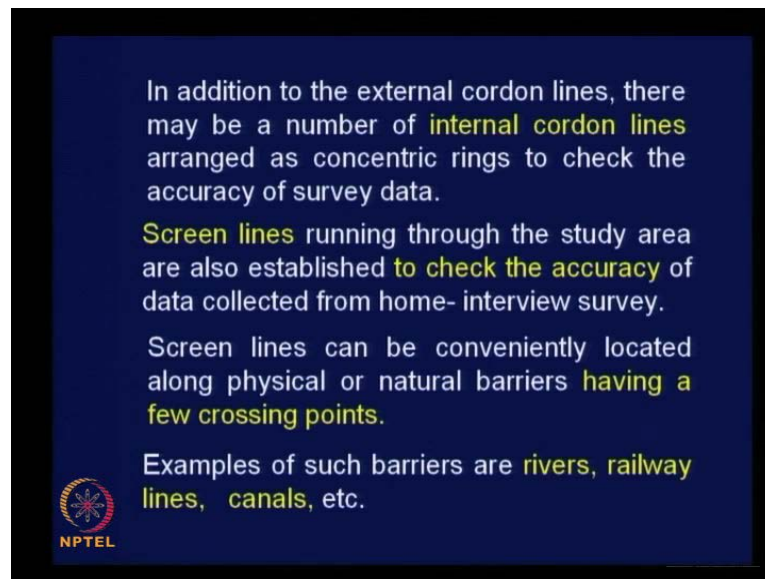 In addition to the external cordon lines, there
may be a number of internal cordon lines
arranged as concentric rings to check the
accuracy of survey data.
Screen lines running through the study area
are also established to check the accuracy of
data collected from home- interview survey.
Screen lines can be conveniently located
along physical or natural barriers having a
few crossing points.
Examples of such barriers are rivers, railway
lines, canals, etc.
NPTEL